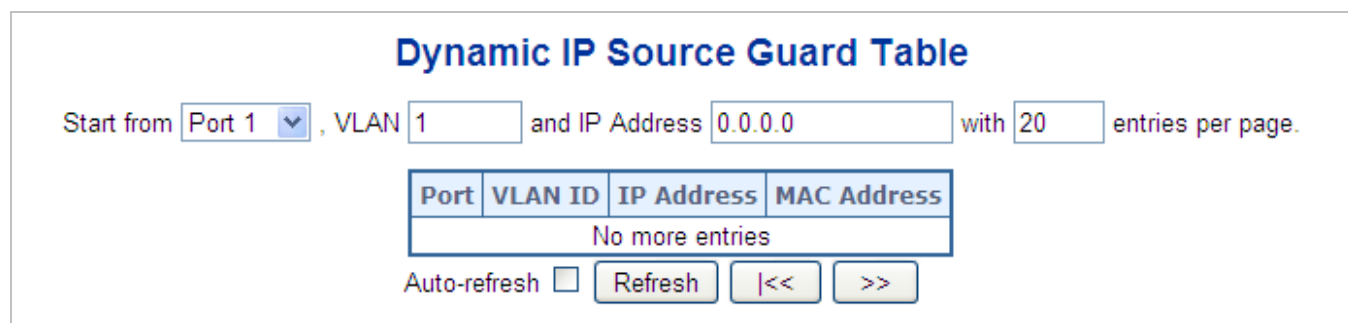 Dynamic IP Source Guard Table
Start from Port 1 , VLAN 1 and IP Address 0.0.0.0 with 20 entries per page.
Port VLAN ID IP Address MAC Address
No more entries
Auto-refresh Refresh |<< >>